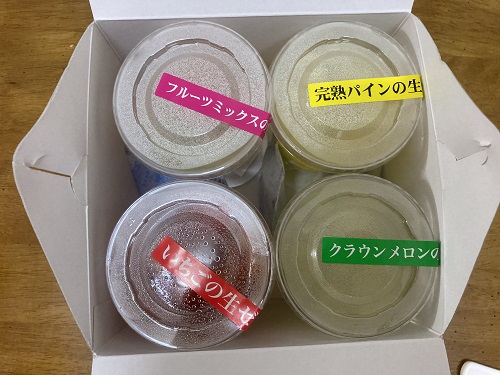 フルーツミックスの
完熟パインの生
いちごの生ゼ
クラウンメロンの